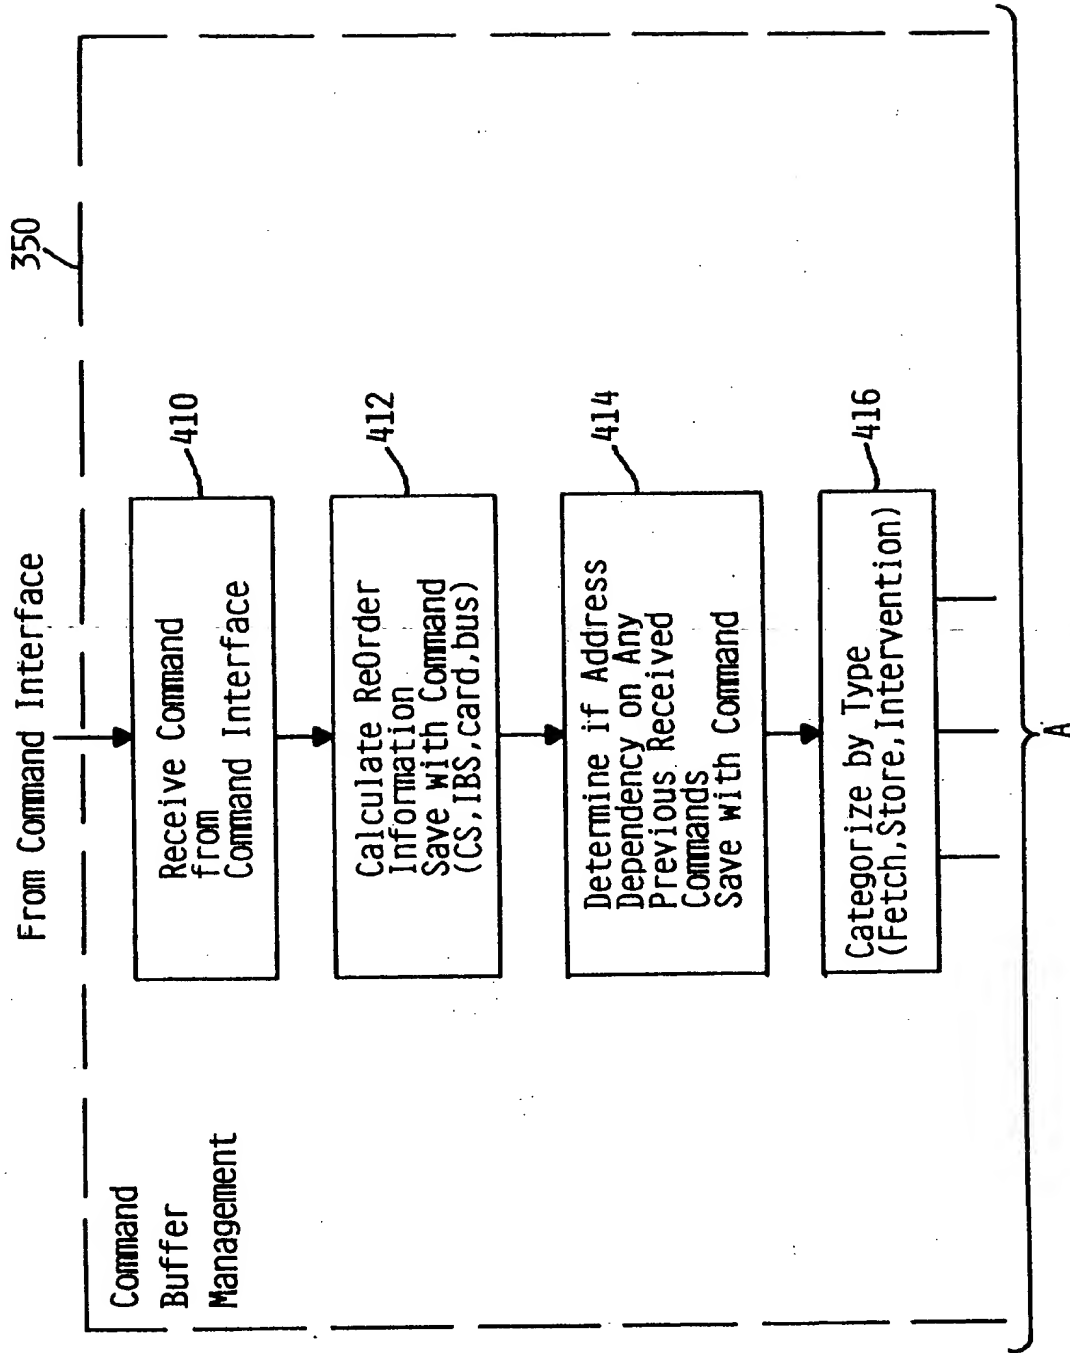 From Command Interface
350
Command
Buffer
Management
410
Receive Command
from
Command Interface
412
Calculate ReOrder
Information
Save with Command
(CS,IBS,card,bus)
414
Determine if Address
Dependency on Any
Previous Received
Commands
Save with Command
416
Categorize by Type
(Fetch,Store,Intervention)
A